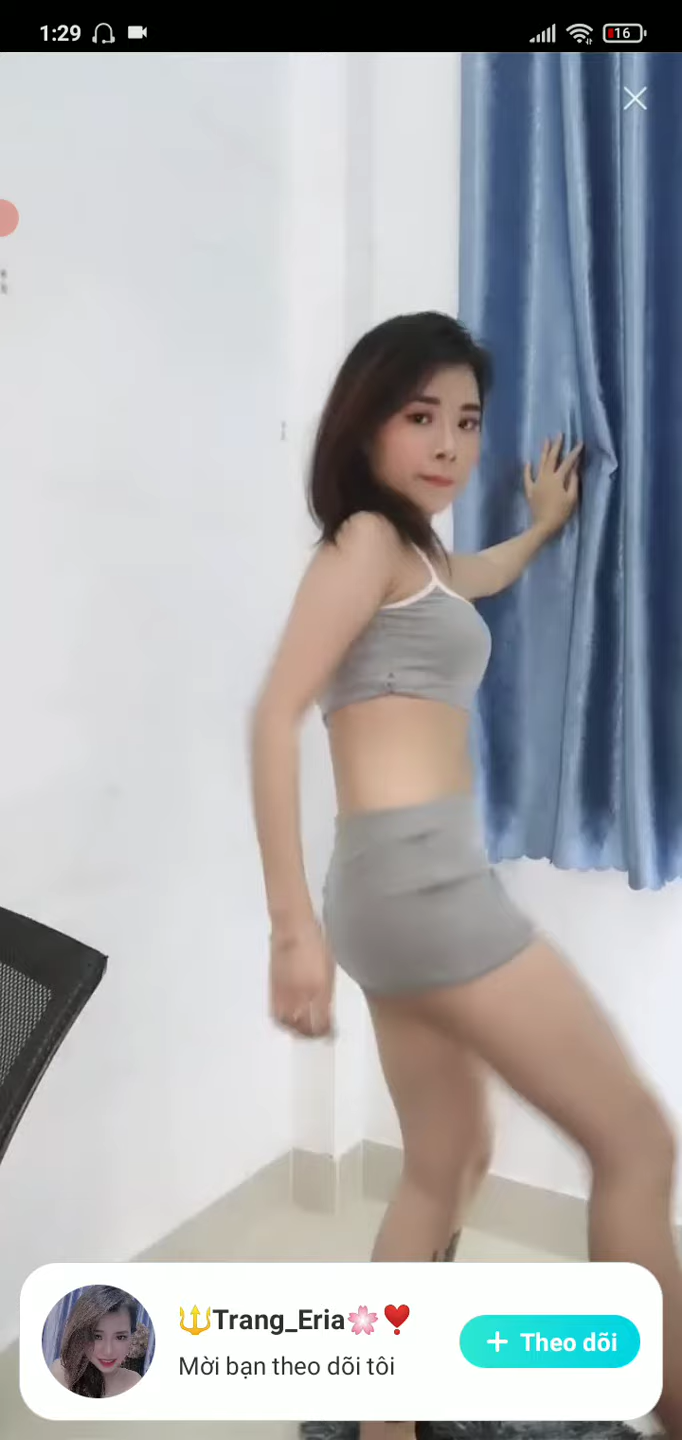 1:29 16
🔱Trang_Eria🌸❣️
Mời bạn theo dõi tôi
+ Theo dõi